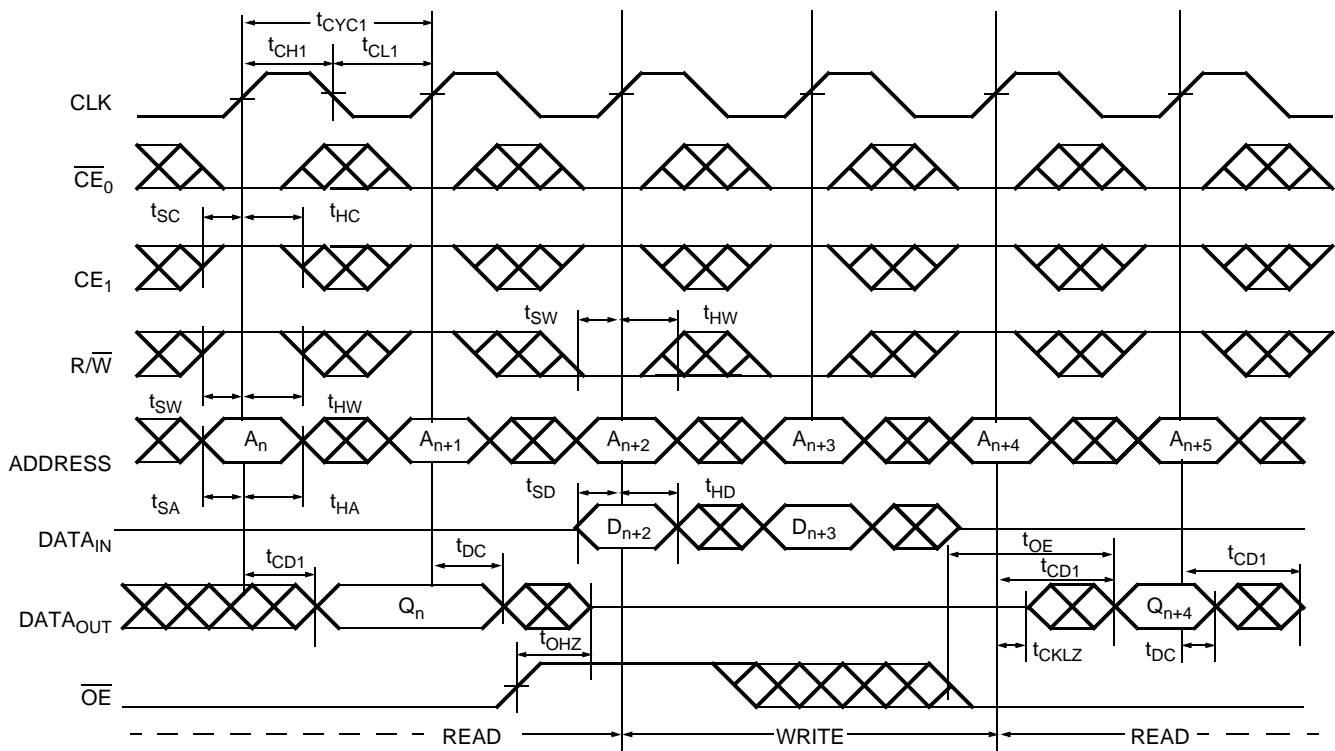 tCYC1
tCH1 tCL1
CLK
CE0
tSC tHC
CE1
tSW tHW
R/W
tSW tHW
ADDRESS An An+1 An+2 An+3 An+4 An+5
tSA tHA tSD tHD
DATAIN Dn+2 Dn+3
tOE
tCD1 tDC tCD1 tCD1
DATAOUT Qn Qn+4
tOHZ tCKLZ tDC
OE
READ WRITE READ